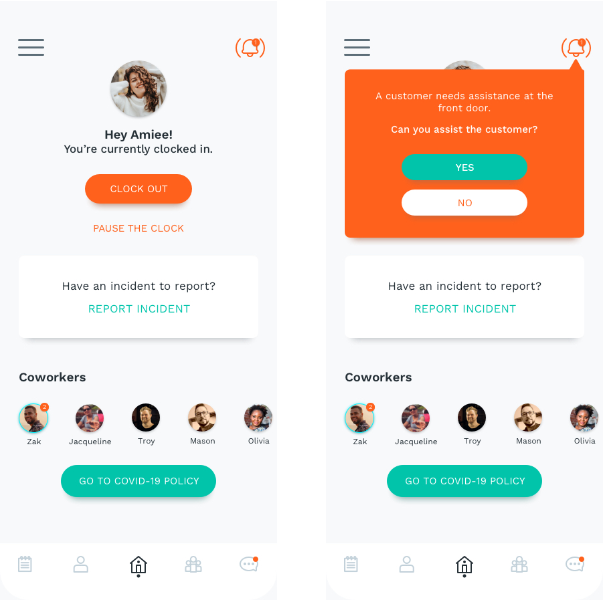 Hey Amiee!
You're currently clocked in.
CLOCK OUT
PAUSE THE CLOCK
Have an incident to report?
REPORT INCIDENT
Coworkers
Zak
Jacqueline
Troy
Mason
Olivia
GO TO COVID-19 POLICY
A customer needs assistance at the
front door.
Can you assist the customer?
YES
NO
Have an incident to report?
REPORT INCIDENT
Coworkers
Zak
Jacqueline
Troy
Mason
Olivia
GO TO COVID-19 POLICY